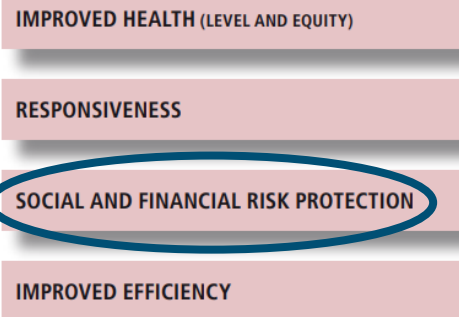 IMPROVED HEALTH (LEVEL AND EQUITY)
RESPONSIVENESS
SOCIAL AND FINANCIAL RISK PROTECTION
IMPROVED EFFICIENCY